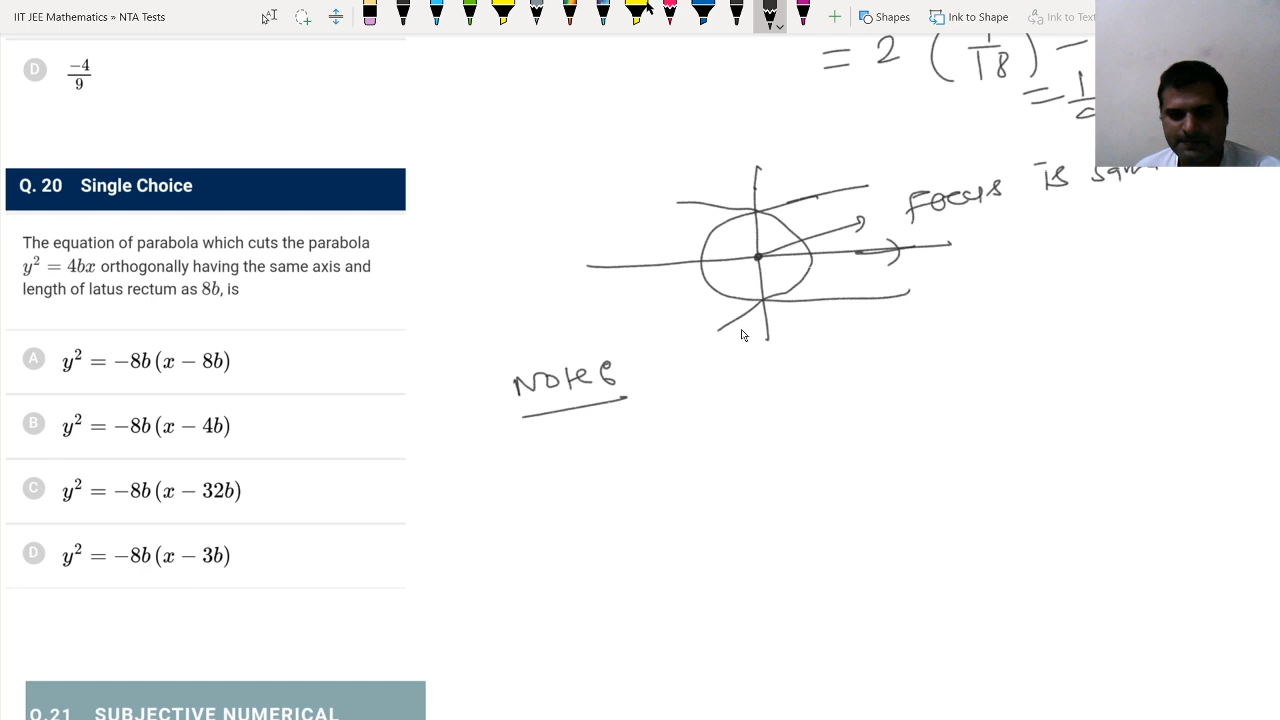 IIT JEE Mathematics » NTA Tests
Shapes
Ink to Shape
Ink to Text
D -4/9
= 2 (1/18) -
= 1
Q. 20 Single Choice
The equation of parabola which cuts the parabola
y² = 4bx orthogonally having the same axis and
length of latus rectum as 8b, is
A y² = −8b (x − 8b)
B y² = −8b (x − 4b)
C y² = −8b (x − 32b)
D y² = −8b (x − 3b)
Focus is
Note
Q.21 SUBJECTIVE NUMERICAL